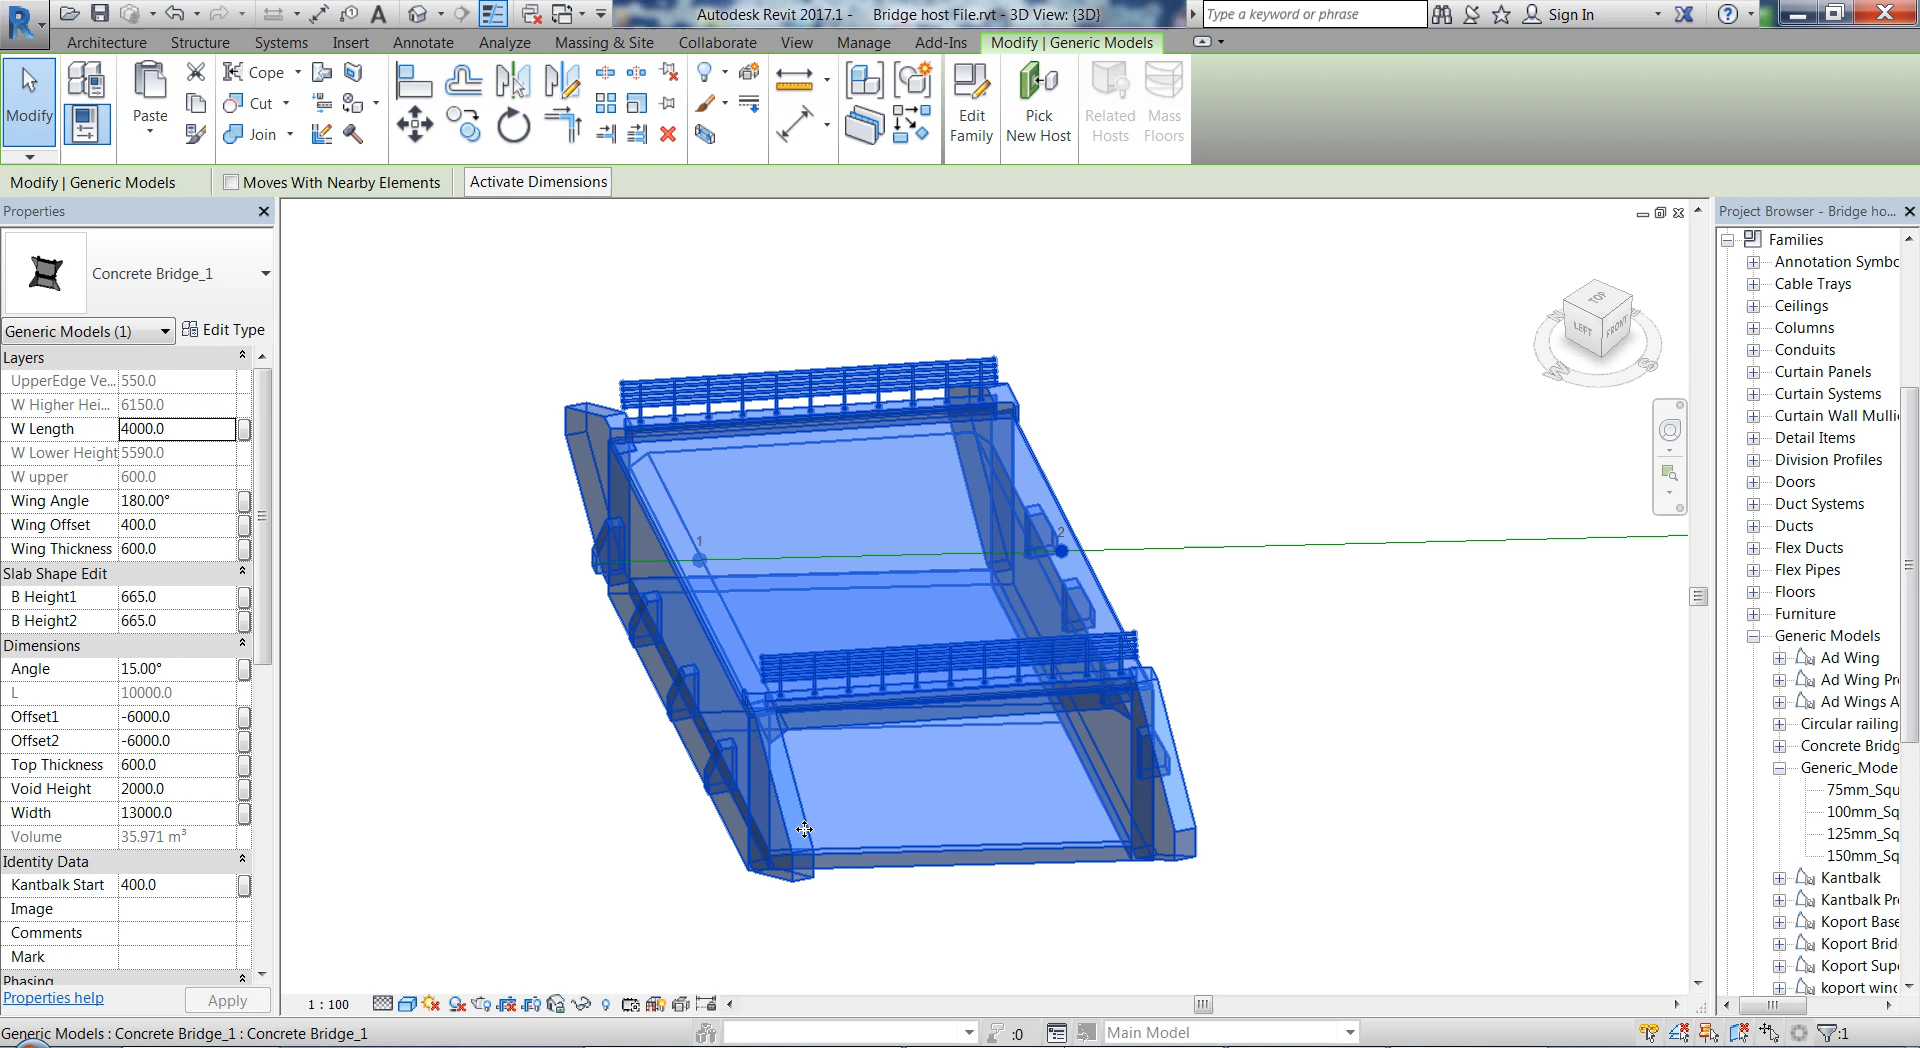 Autodesk Revit 2017.1 - Bridge host File.rvt - 3D View: {3D}
Type a keyword or phrase
Sign In
Architecture Structure Systems Insert Annotate Analyze Massing & Site Collaborate View Manage Add-Ins Modify | Generic Models
Modify
Paste
Cope
Cut
Join
Edit Family
Pick New Host
Related Hosts
Mass Floors
Modify | Generic Models
Moves With Nearby Elements
Activate Dimensions
Properties
Concrete Bridge_1
Generic Models (1)
Edit Type
Layers
UpperEdge Ve... 550.0
W Higher Hei... 6150.0
W Length 4000.0
W Lower Height 5590.0
W upper 600.0
Wing Angle 180.00°
Wing Offset 400.0
Wing Thickness 600.0
Slab Shape Edit
B Height1 665.0
B Height2 665.0
Dimensions
Angle 15.00°
L 10000.0
Offset1 -6000.0
Offset2 -6000.0
Top Thickness 600.0
Void Height 2000.0
Width 13000.0
Volume 35.971 m³
Identity Data
Kantbalk Start 400.0
Image
Comments
Mark
Phasing
Properties help
Apply
1
2
TOP
LEFT
FRONT
W
S
Project Browser - Bridge ho...
Families
Annotation Symbo
Cable Trays
Ceilings
Columns
Conduits
Curtain Panels
Curtain Systems
Curtain Wall Mulli
Detail Items
Division Profiles
Doors
Duct Systems
Ducts
Flex Ducts
Flex Pipes
Floors
Furniture
Generic Models
Ad Wing
Ad Wing Pr
Ad Wings A
Circular railing
Concrete Bridg
Generic_Mode
75mm_Squ
100mm_Sq
125mm_Sq
150mm_Sq
Kantbalk
Kantbalk Pr
Koport Base
Koport Brid
Koport Supp
koport wing
1 : 100
Generic Models : Concrete Bridge_1 : Concrete Bridge_1
:0
Main Model
:1